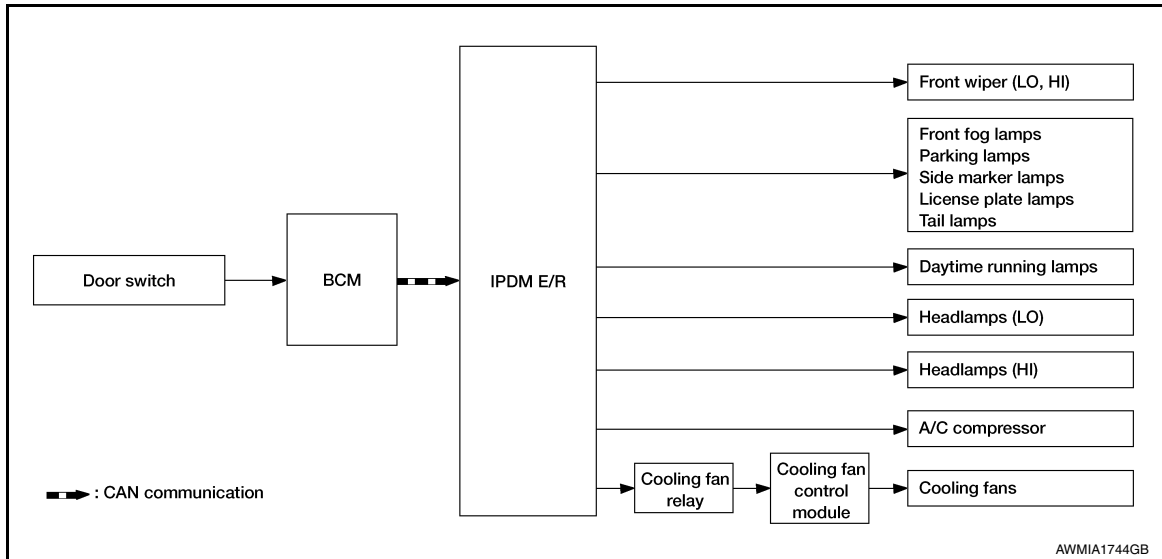 Door switch
BCM
IPDM E/R
Front wiper (LO, HI)
Front fog lamps
Parking lamps
Side marker lamps
License plate lamps
Tail lamps
Daytime running lamps
Headlamps (LO)
Headlamps (HI)
A/C compressor
Cooling fan
relay
Cooling fan
control
module
Cooling fans
: CAN communication
AWMIA1744GB